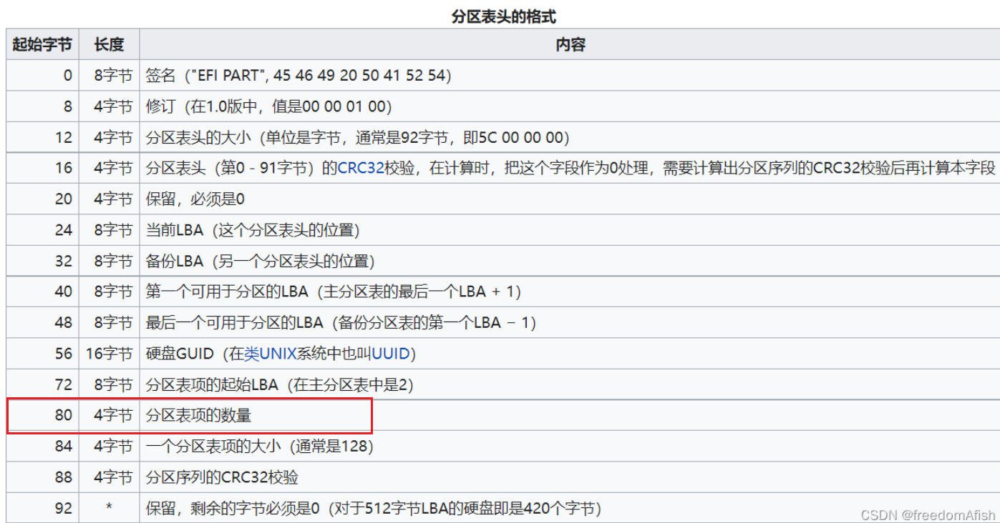 分区表头的格式
起始字节 长度 内容
0 8字节 签名（"EFI PART", 45 46 49 20 50 41 52 54）
8 4字节 修订（在1.0版中，值是00 00 01 00）
12 4字节 分区表头的大小（单位是字节，通常是92字节，即5C 00 00 00）
16 4字节 分区表头（第0 - 91字节）的CRC32校验，在计算时，把这个字段作为0处理，需要计算出分区序列的CRC32校验后再计算本字段
20 4字节 保留，必须是0
24 8字节 当前LBA（这个分区表头的位置）
32 8字节 备份LBA（另一个分区表头的位置）
40 8字节 第一个可用于分区的LBA（主分区表的最后一个LBA + 1）
48 8字节 最后一个可用于分区的LBA（备份分区表的第一个LBA − 1）
56 16字节 硬盘GUID（在类UNIX系统中也叫UUID）
72 8字节 分区表项的起始LBA（在主分区表中是2）
80 4字节 分区表项的数量
84 4字节 一个分区表项的大小（通常是128）
88 4字节 分区序列的CRC32校验
92 * 保留，剩余的字节必须是0（对于512字节LBA的硬盘即是420个字节）
CSDN @freedomAfish